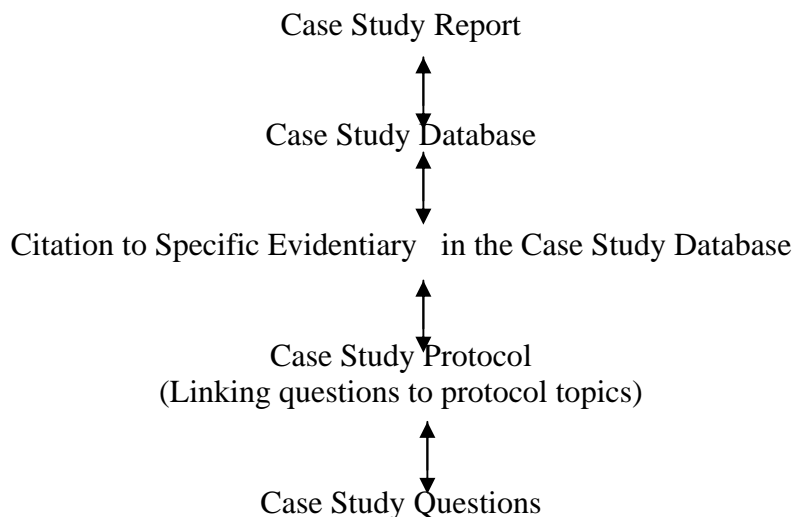 Case Study Report
Case Study Database
Citation to Specific Evidentiary in the Case Study Database
Case Study Protocol
(Linking questions to protocol topics)
Case Study Questions